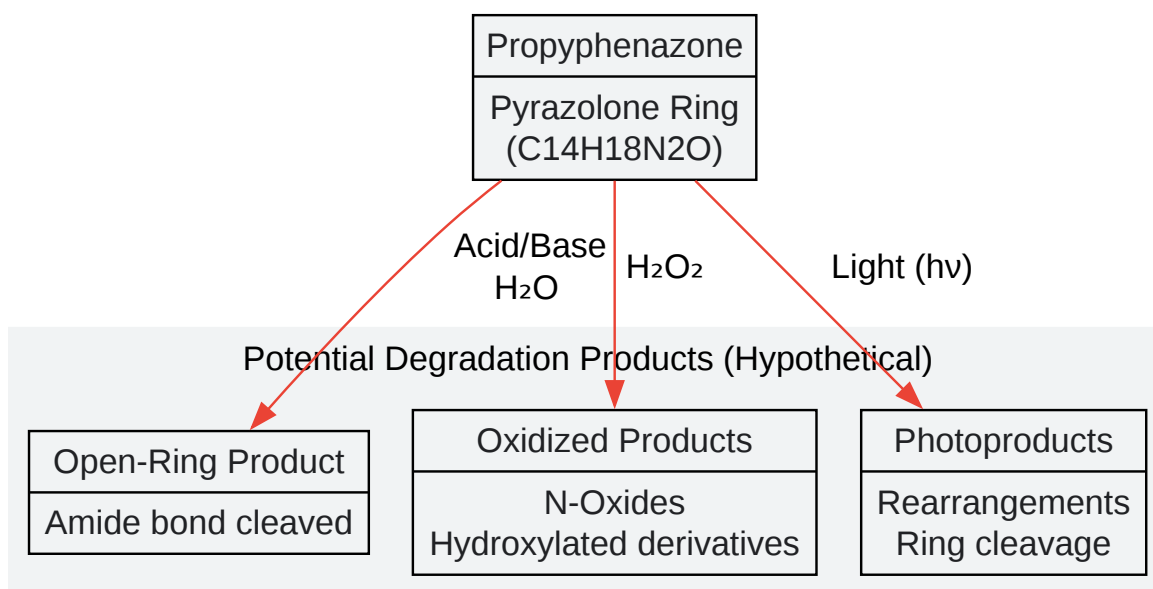 Propyphenazone
Pyrazolone Ring
(C14H18N2O)
Acid/Base
H₂O
H₂O₂
Light (hν)
Potential Degradation Products (Hypothetical)
Open-Ring Product
Amide bond cleaved
Oxidized Products
N-Oxides
Hydroxylated derivatives
Photoproducts
Rearrangements
Ring cleavage